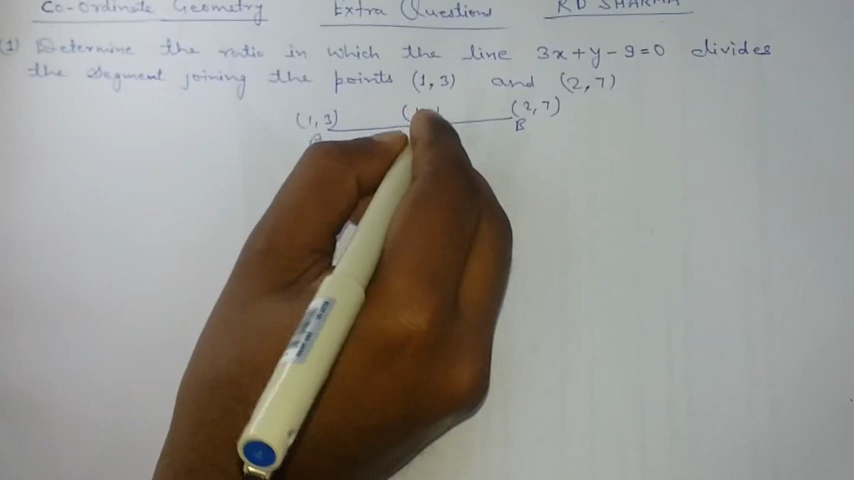 Co-Ordinate Geometry Extra Questions RD SHARMA
(1) Determine the ratio in which the line 3x+y-9=0 divides
the segment joining the points (1,3) and (2,7)
(1,3) (2,7)
A B